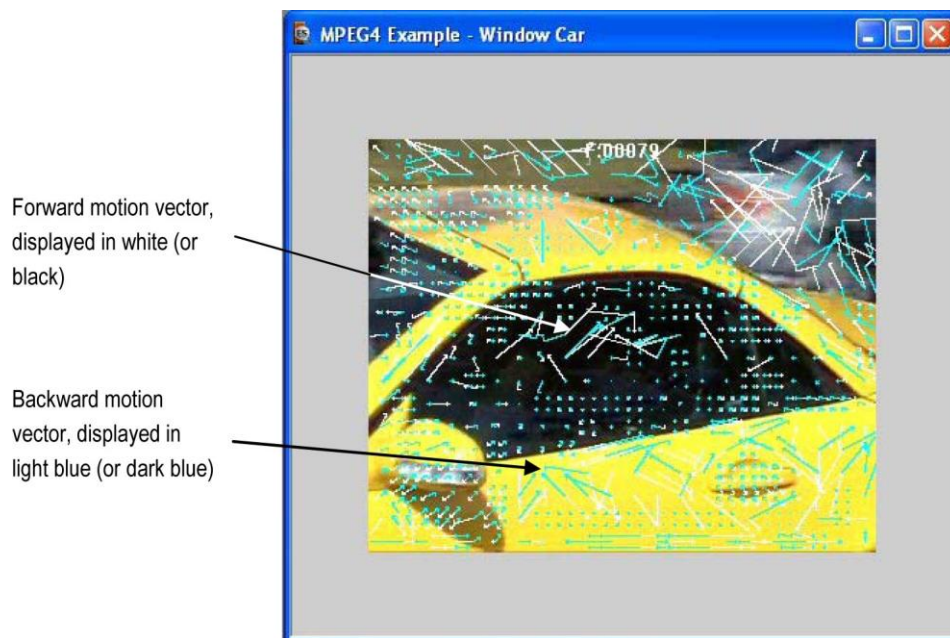 MPEG4 Example - Window Car
F:00079
Forward motion vector,
displayed in white (or
black)
Backward motion
vector, displayed in
light blue (or dark blue)